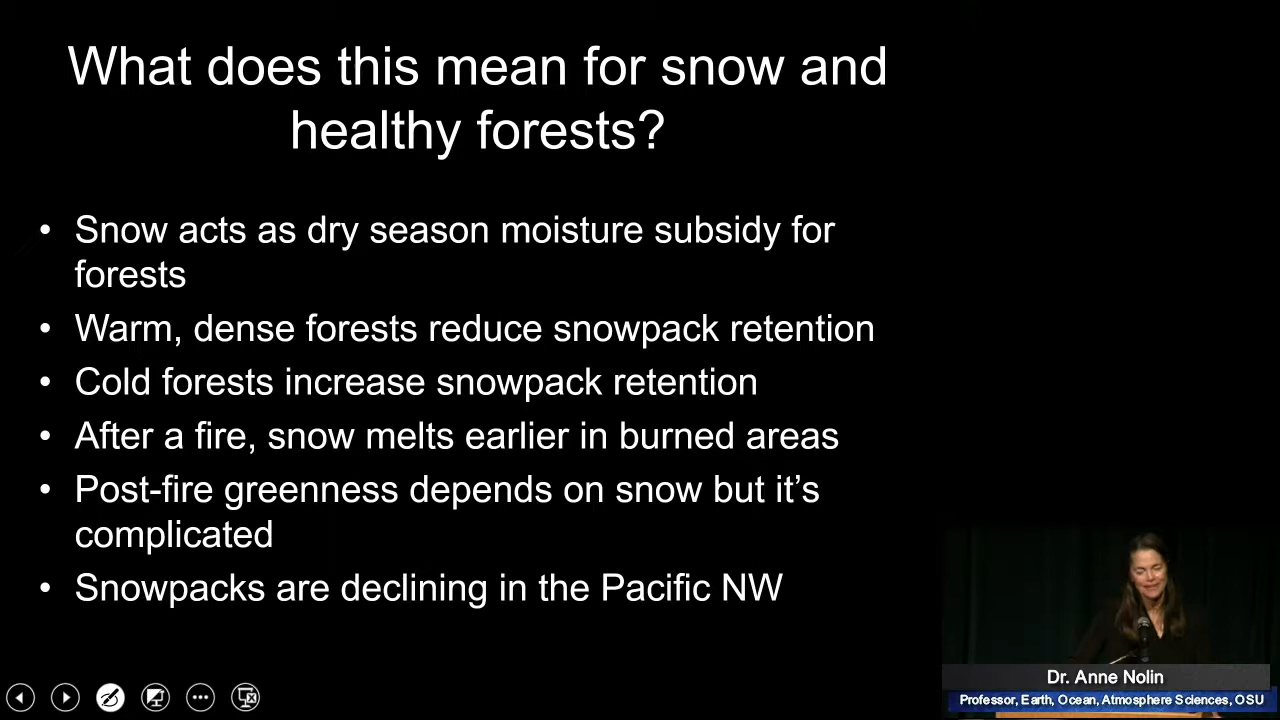 What does this mean for snow and
healthy forests?
• Snow acts as dry season moisture subsidy for
forests
• Warm, dense forests reduce snowpack retention
• Cold forests increase snowpack retention
• After a fire, snow melts earlier in burned areas
• Post-fire greenness depends on snow but it’s
complicated
• Snowpacks are declining in the Pacific NW
Dr. Anne Nolin
Professor, Earth, Ocean, Atmosphere Sciences, OSU